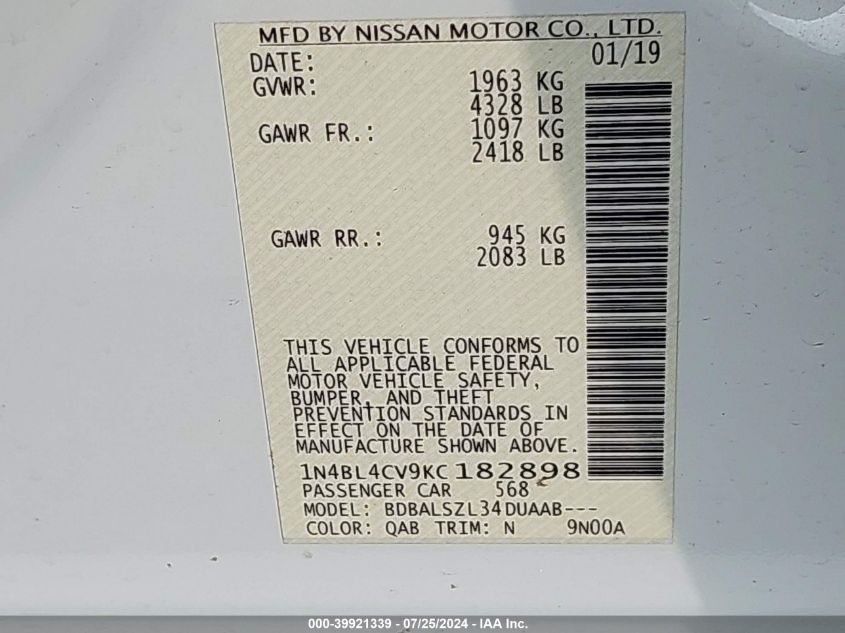 MFD BY NISSAN MOTOR CO., LTD.
DATE: 01/19
GVWR: 1963 KG
4328 LB
GAWR FR.: 1097 KG
2418 LB
GAWR RR.: 945 KG
2083 LB
THIS VEHICLE CONFORMS TO
ALL APPLICABLE FEDERAL
MOTOR VEHICLE SAFETY,
BUMPER, AND THEFT
PREVENTION STANDARDS IN
EFFECT ON THE DATE OF
MANUFACTURE SHOWN ABOVE.
1N4BL4CV9KC182898
PASSENGER CAR 568
MODEL: BDBALSZL34DUAAB---
COLOR: QAB TRIM: N 9N00A
000-39921339 - 07/25/2024 - IAA Inc.